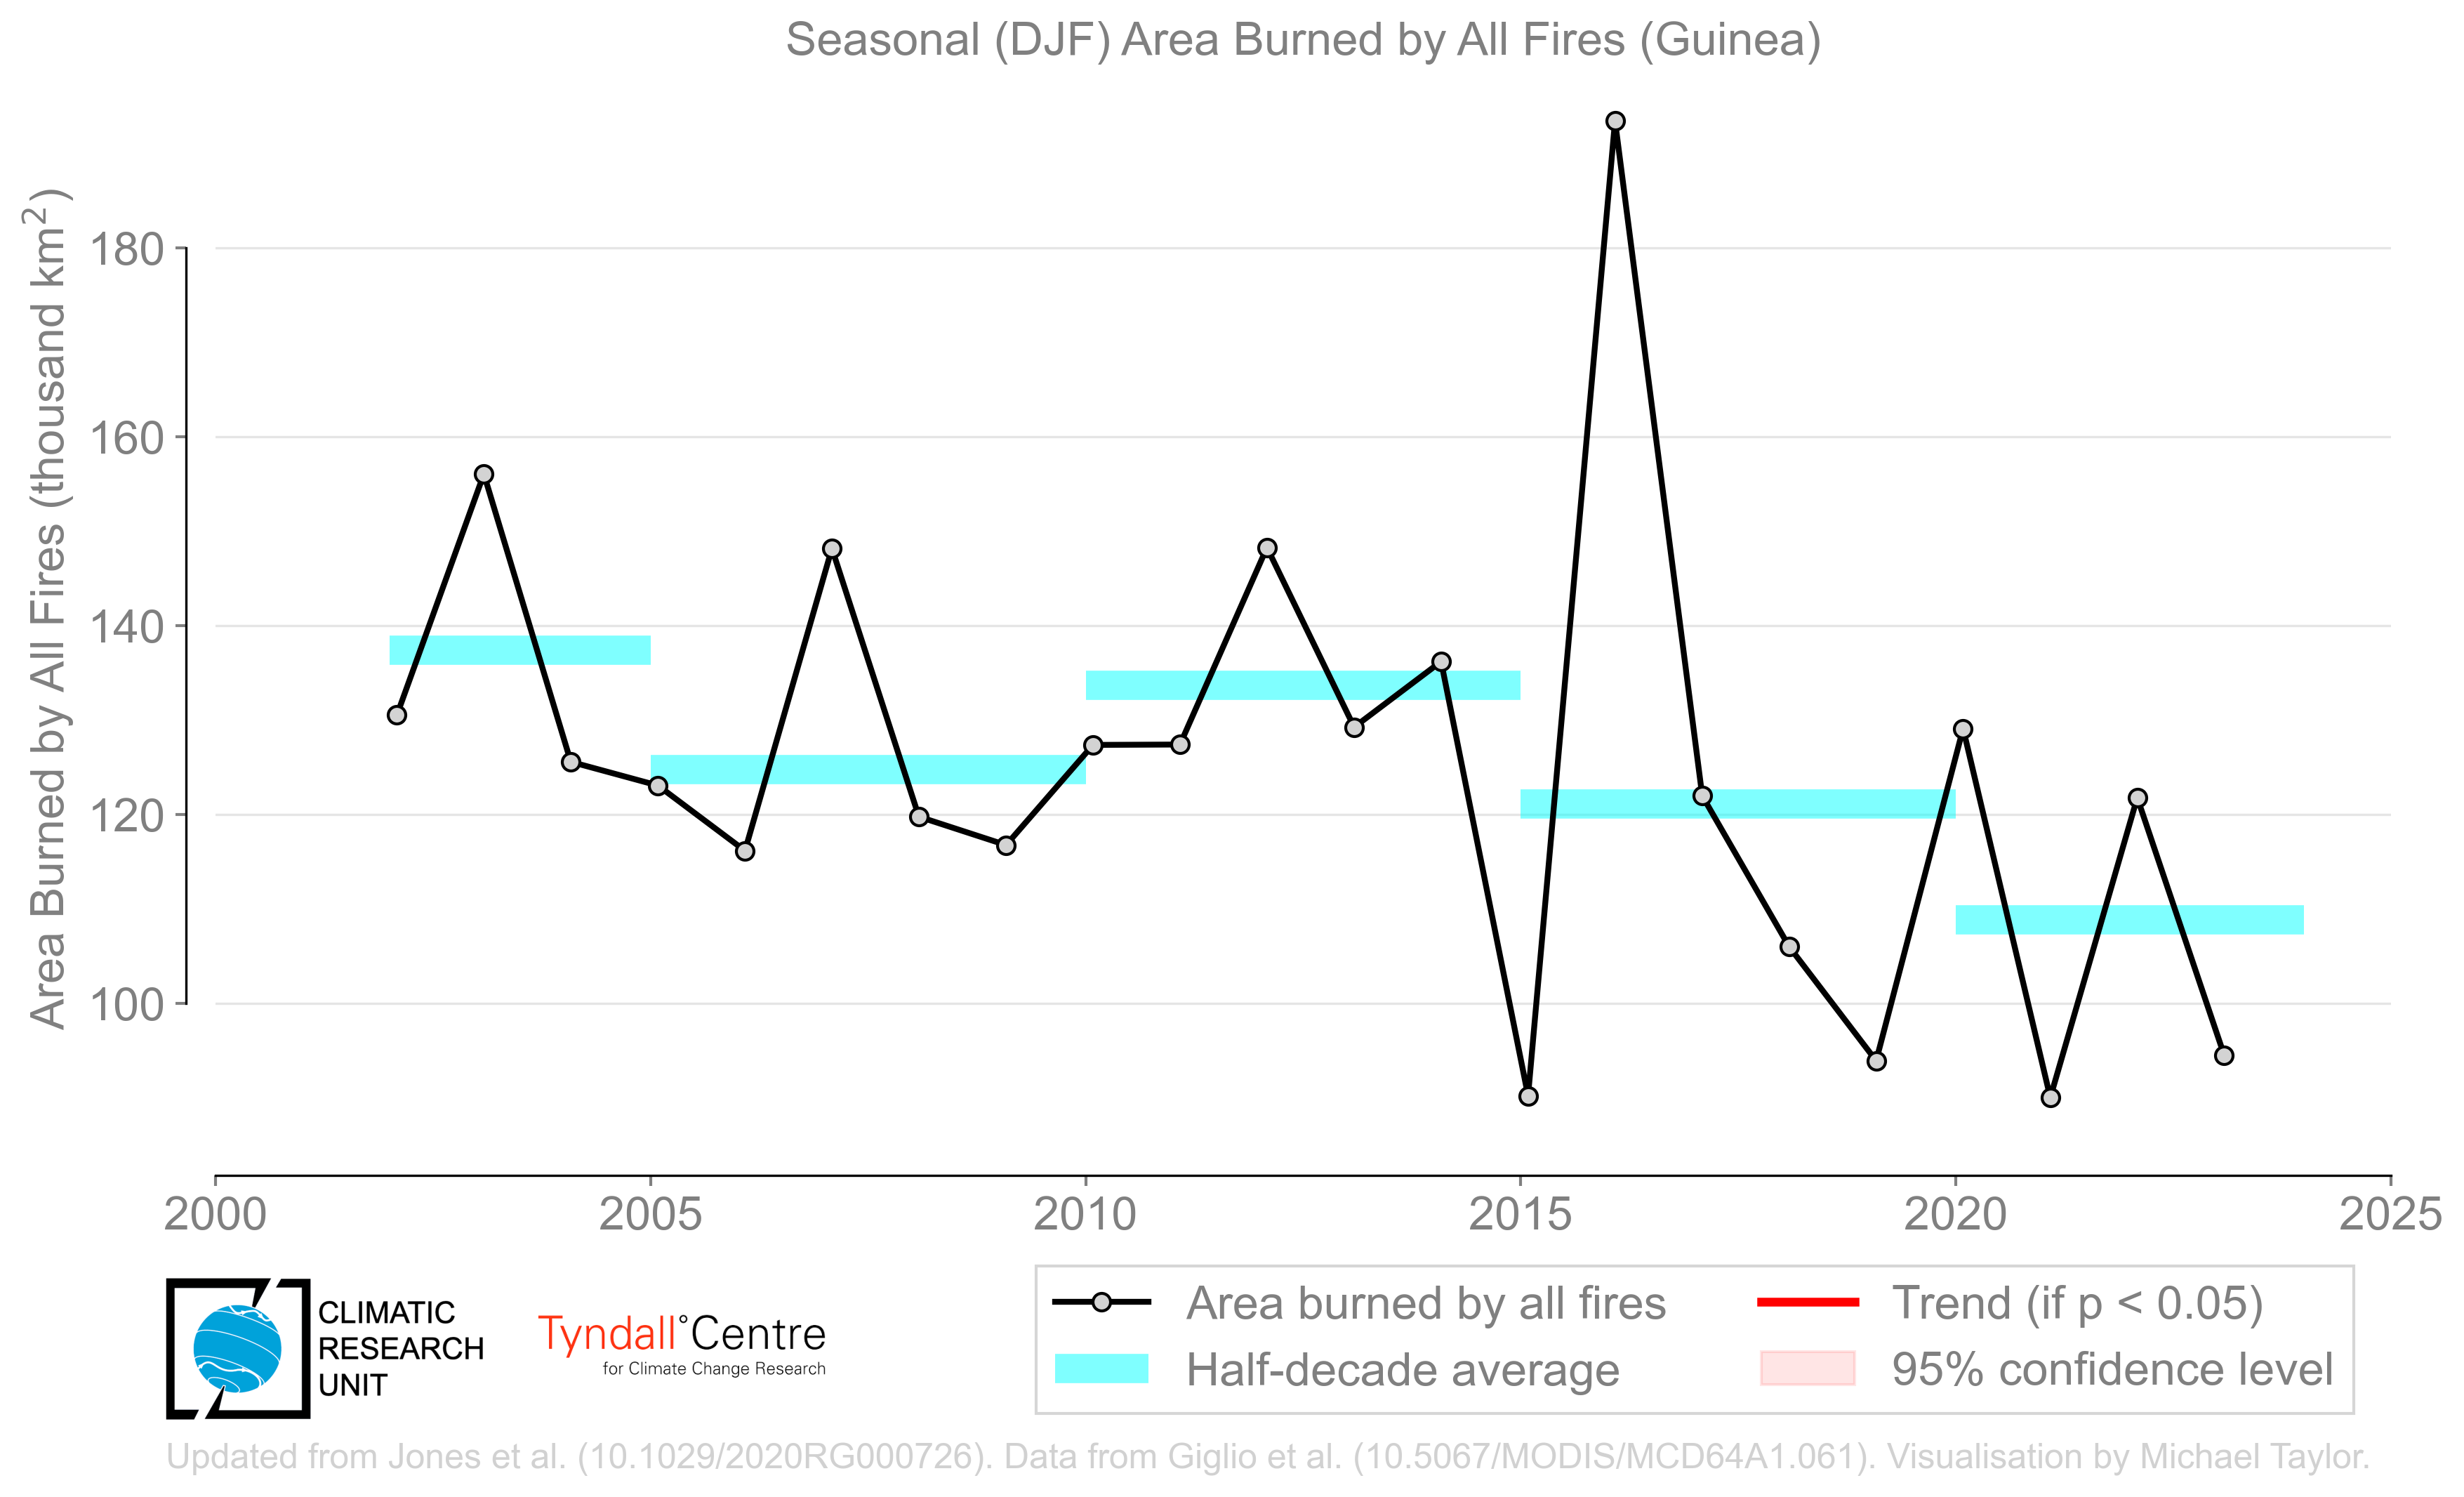 Seasonal (DJF) Area Burned by All Fires (Guinea)
Area Burned by All Fires (thousand km²)
180
160
140
120
100
2000 2005 2010 2015 2020 2025
CLIMATIC
RESEARCH
UNIT
Tyndall°Centre
for Climate Change Research
Area burned by all fires
Half-decade average
Trend (if p < 0.05)
95% confidence level
Updated from Jones et al. (10.1029/2020RG000726). Data from Giglio et al. (10.5067/MODIS/MCD64A1.061). Visualisation by Michael Taylor.